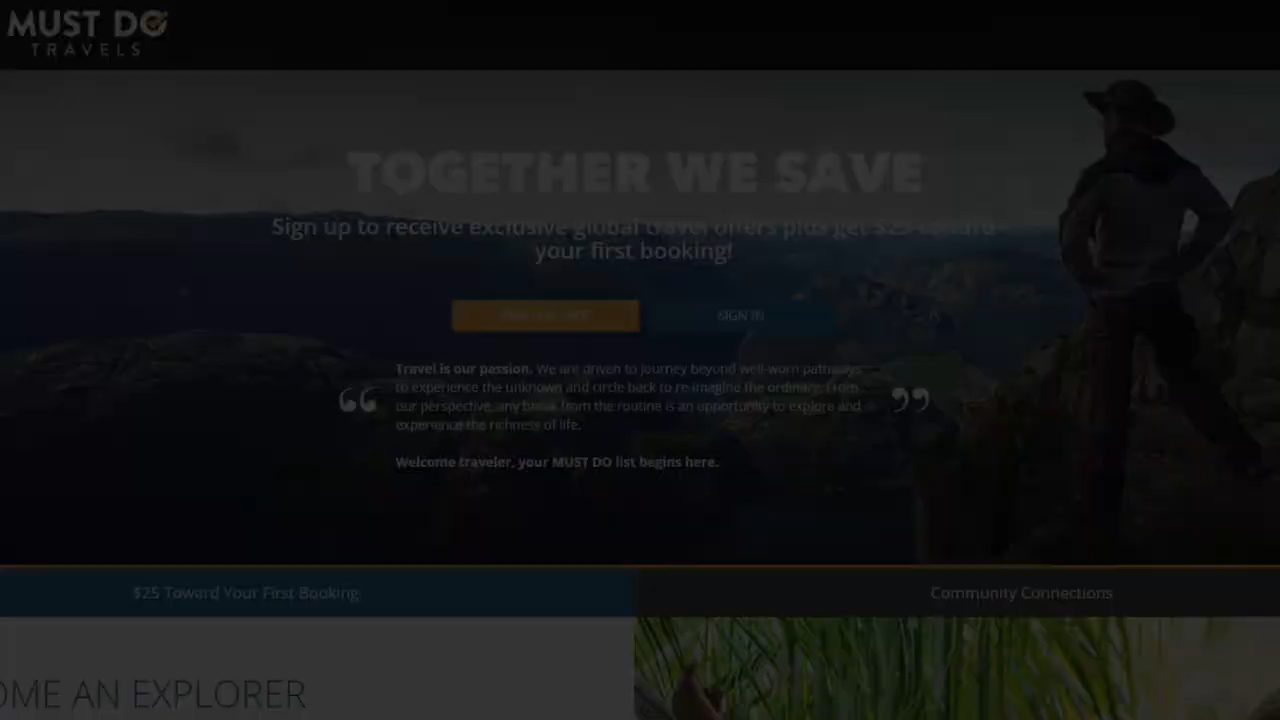 MUST DO
TRAVELS
TOGETHER WE SAVE
Sign up to receive exclusive global travel offers plus get $25 toward
your first booking!
SIGN IN
Travel is our passion. We are driven to journey beyond well-worn pathways
to experience the unknown and circle back to re-imagine the ordinary. From
our perspective, any break from the routine is an opportunity to explore and
experience the richness of life.
Welcome traveler, your MUST DO list begins here.
$25 Toward Your First Booking
Community Connections
OME AN EXPLORER